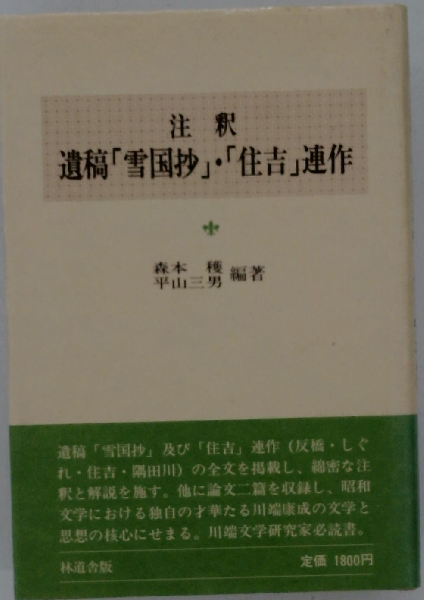 注釈
遺稿「雪国抄」・「住吉」連作
森本 穫
平山三男 編著
遺稿「雪国抄」及び「住吉」連作(反橋・しぐ
れ・住吉・隅田川)の全文を掲載し、綿密な注
釈と解説を施す。他に論文二篇を収録し、昭和
文学における独自の才華たる川端康成の文学と
思想の核心にせまる。川端文学研究家必読書。
林道舎版 定価 1800円